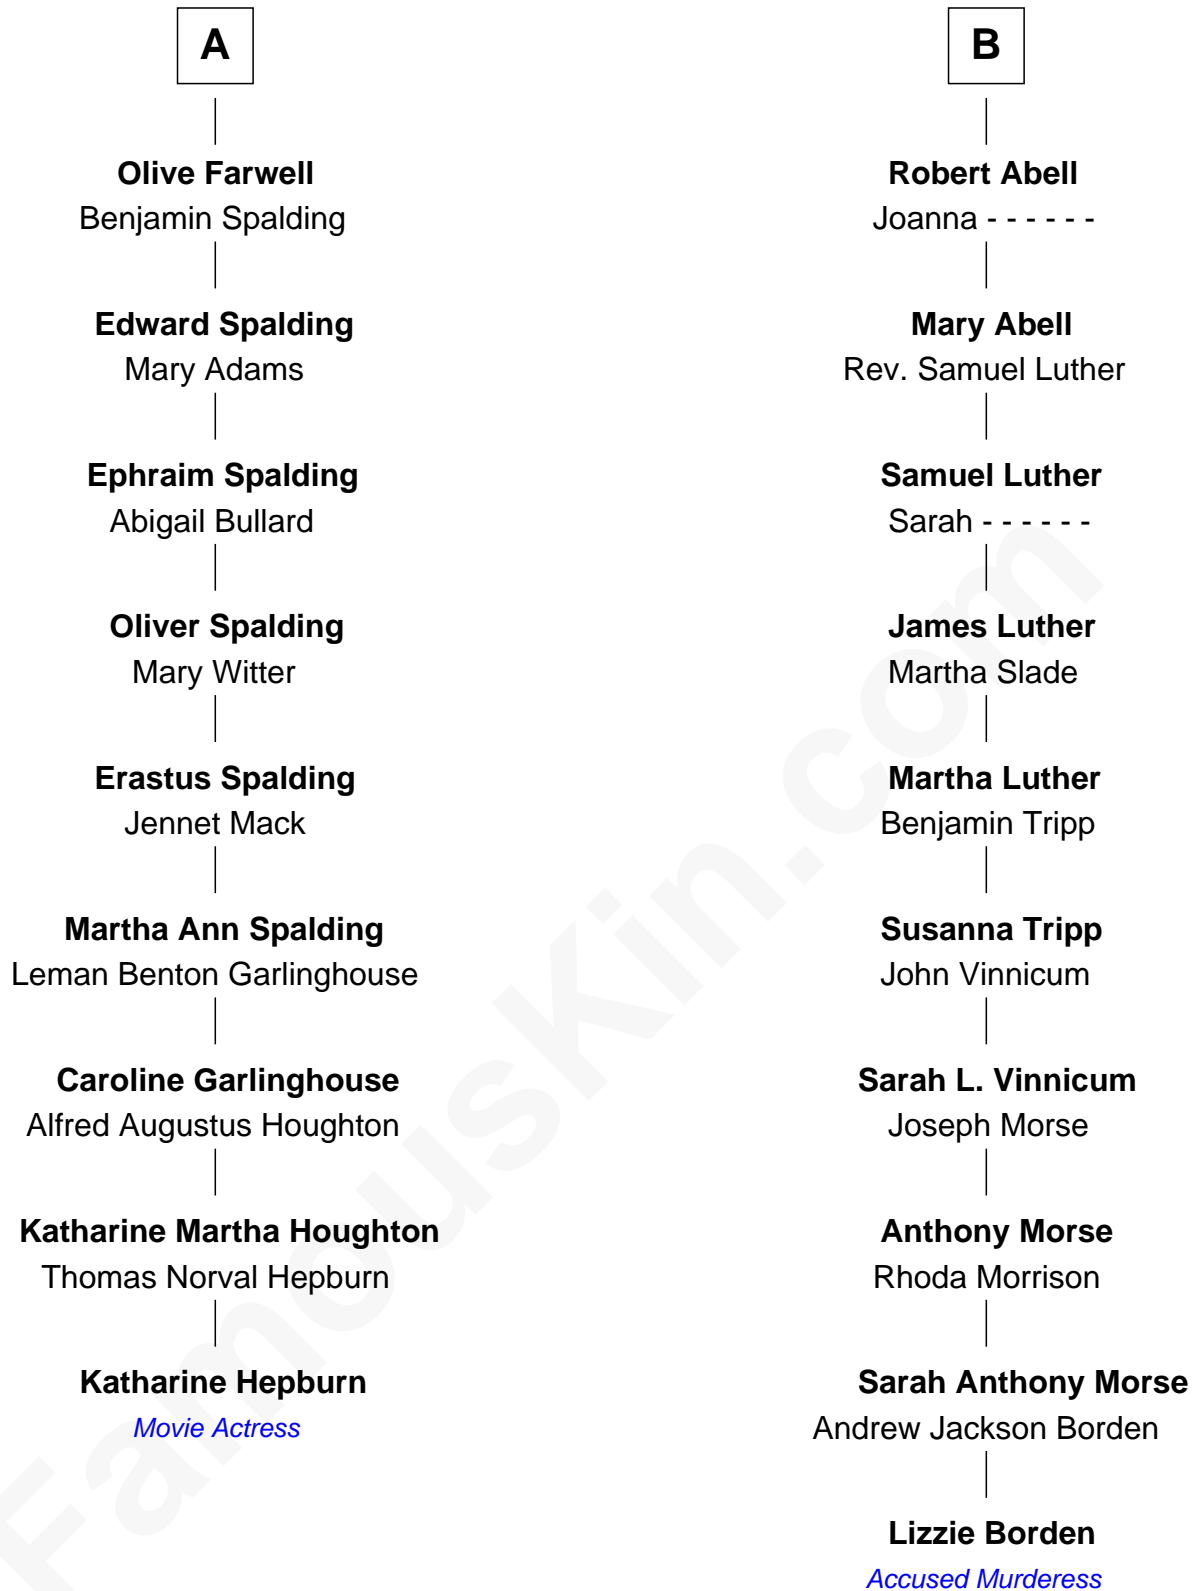 A
Olive Farwell
Benjamin Spalding
Edward Spalding
Mary Adams
Ephraim Spalding
Abigail Bullard
Oliver Spalding
Mary Witter
Erastus Spalding
Jennet Mack
Martha Ann Spalding
Leman Benton Garlinghouse
Caroline Garlinghouse
Alfred Augustus Houghton
Katharine Martha Houghton
Thomas Norval Hepburn
Katharine Hepburn
Movie Actress
B
Robert Abell
Joanna - - - - - -
Mary Abell
Rev. Samuel Luther
Samuel Luther
Sarah - - - - - -
James Luther
Martha Slade
Martha Luther
Benjamin Tripp
Susanna Tripp
John Vinnicum
Sarah L. Vinnicum
Joseph Morse
Anthony Morse
Rhoda Morrison
Sarah Anthony Morse
Andrew Jackson Borden
Lizzie Borden
Accused Murderess
FamousKin.com